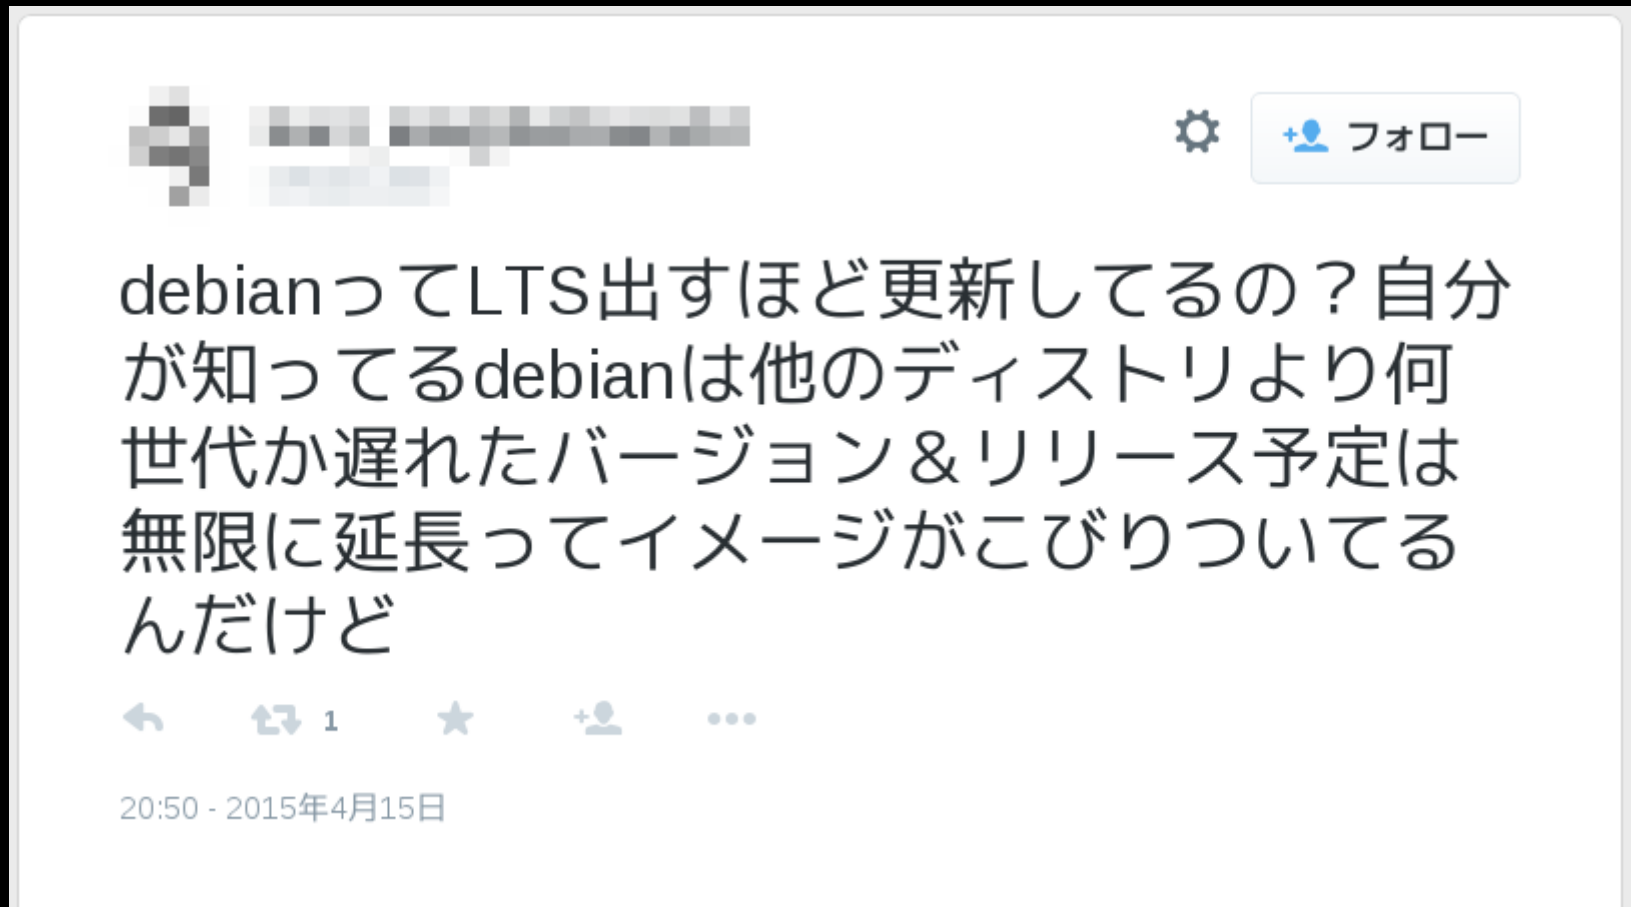 フォロー
debianってLTS出すほど更新してるの？自分
が知ってるdebianは他のディストリより何
世代か遅れたバージョン＆リリース予定は
無限に延長ってイメージがこびりついてる
んだけど
1
20:50 - 2015年4月15日